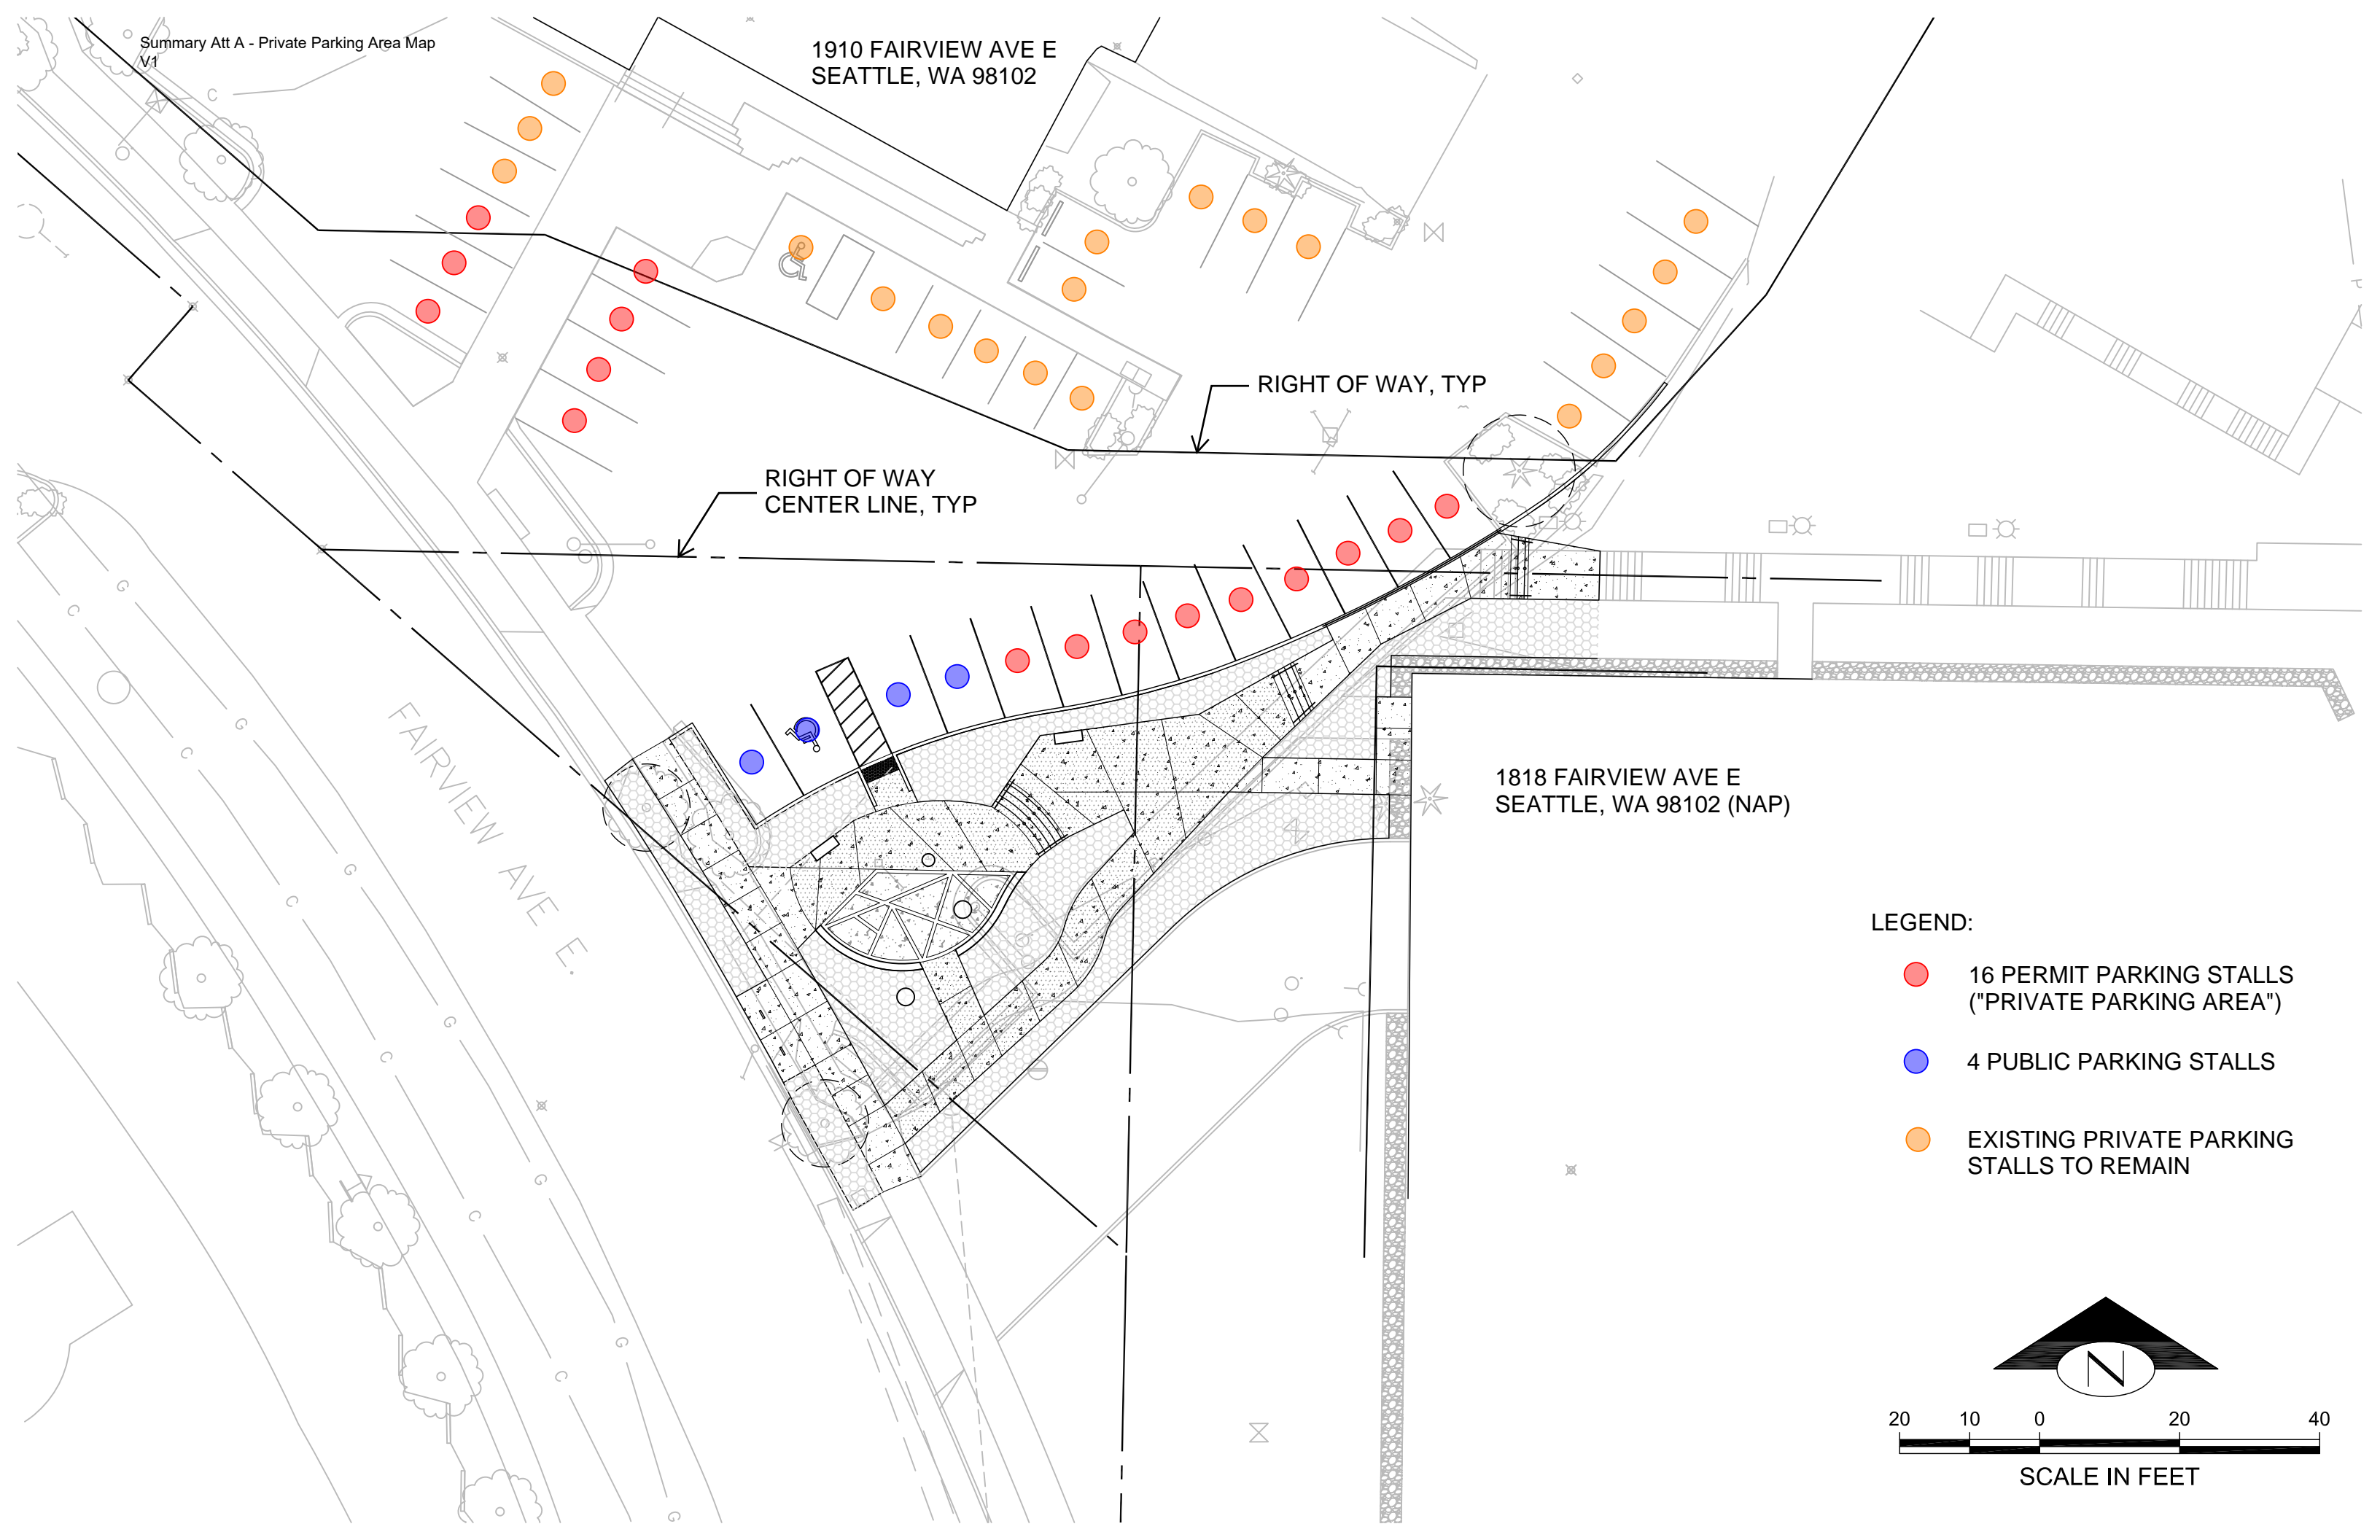 Summary Att A - Private Parking Area Map
V1
1910 FAIRVIEW AVE E
SEATTLE, WA 98102
C
RIGHT OF WAY, TYP
RIGHT OF WAY
CENTER LINE, TYP
G
C
G
C
G
C
G
C
G
C
G
C
G
FAIRVIEW AVE E.
1818 FAIRVIEW AVE E
SEATTLE, WA 98102 (NAP)
LEGEND:
16 PERMIT PARKING STALLS
("PRIVATE PARKING AREA")
4 PUBLIC PARKING STALLS
EXISTING PRIVATE PARKING
STALLS TO REMAIN
N
20 10 0 20 40
SCALE IN FEET